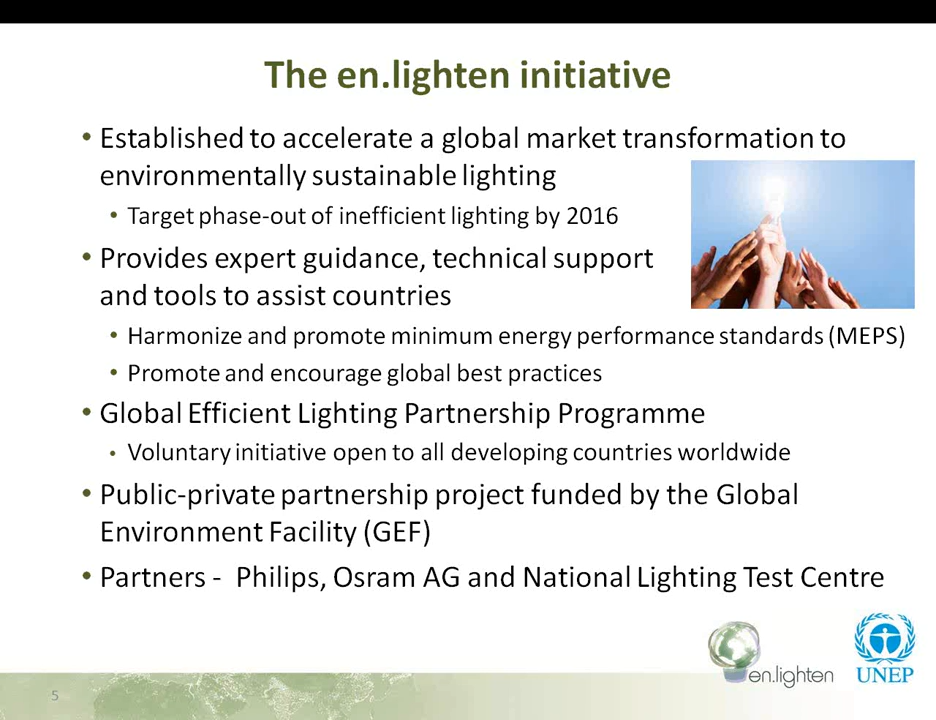 The en.lighten initiative
• Established to accelerate a global market transformation to
environmentally sustainable lighting
• Target phase-out of inefficient lighting by 2016
• Provides expert guidance, technical support
and tools to assist countries
• Harmonize and promote minimum energy performance standards (MEPS)
• Promote and encourage global best practices
• Global Efficient Lighting Partnership Programme
• Voluntary initiative open to all developing countries worldwide
• Public-private partnership project funded by the Global
Environment Facility (GEF)
• Partners -  Philips, Osram AG and National Lighting Test Centre
en.lighten
UNEP
5